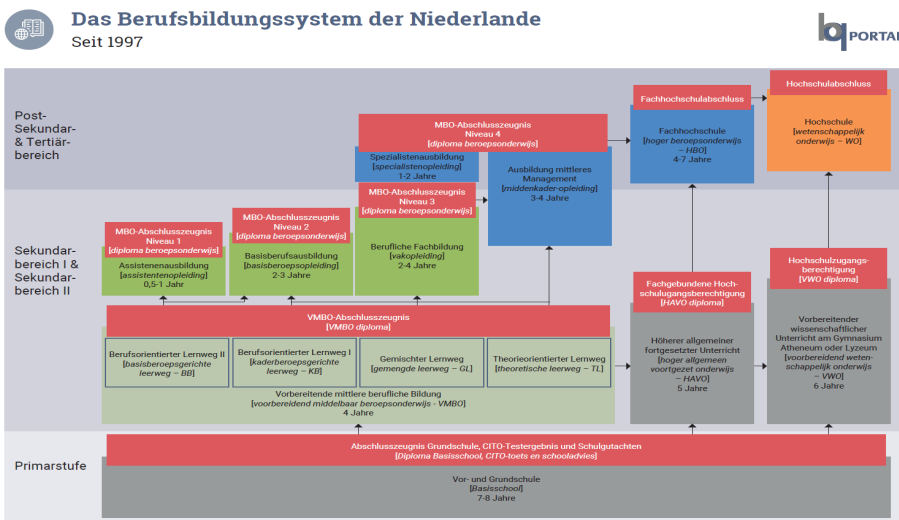 Das Berufsbildungssystem der Niederlande
Seit 1997
bq PORTAL
Post-
Sekundar-
& Tertiär-
bereich
MBO-Abschlusszeugnis
Niveau 4
[diploma beroepsonderwijs]
Spezialistenausbildung
[specialistenopleiding]
1-2 Jahre
Ausbildung mittleres
Management
[middenkader-opleiding]
3-4 Jahre
Fachhochschulabschluss
Fachhochschule
[hoger beroepsonderwijs
– HBO]
4-7 Jahre
Hochschulabschluss
Hochschule
[wetenschappelijk
onderwijs – WO]
Sekundar-
bereich I &
Sekundar-
bereich II
MBO-Abschlusszeugnis
Niveau 1
[diploma beroepsonderwijs]
Assistenenausbildung
[assistentenopleiding]
0,5-1 Jahr
MBO-Abschlusszeugnis
Niveau 2
[diploma beroepsonderwijs]
Basisberufsausbildung
[basisberoepsopleiding]
2-3 Jahre
MBO-Abschlusszeugnis
Niveau 3
[diploma beroepsonderwijs]
Berufliche Fachbildung
[vakopleiding]
2-4 Jahre
VMBO-Abschlusszeugnis
[VMBO diploma]
Berufsorientierter Lernweg II
[basisberoepsgerichte
leerweg – BB]
Berufsorientierter Lernweg I
[kaderberoepsgerichte
leerweg – KB]
Gemischter Lernweg
[gemengde leerweg – GL]
Theorieorientierter Lernweg
[theoretische leerweg – TL]
Vorbereitende mittlere berufliche Bildung
[voorbereidend middelbaar beroepsonderwijs - VMBO]
4 Jahre
Fachgebundene Hoch-
schulugangsberechtigung
[HAVO diploma]
Höherer allgemeiner
fortgesetzter Unterricht
[hoger allgemeen
voortgezet onderwijs
– HAVO]
5 Jahre
Hochschulzugangs-
berechtigung
[VWO diploma]
Vorbereitender
wissenschaftlicher
Unterricht am Gymnasium
Atheneum oder Lyzeum
[voorbereidend weten-
schappelijk onderwijs
– VWO]
6 Jahre
Primarstufe
Abschlusszeugnis Grundschule, CITO-Testergebnis und Schulgutachten
[Diploma Basisschool, CITO-toets en schooladvies]
Vor- und Grundschule
[Basisschool]
7-8 Jahre